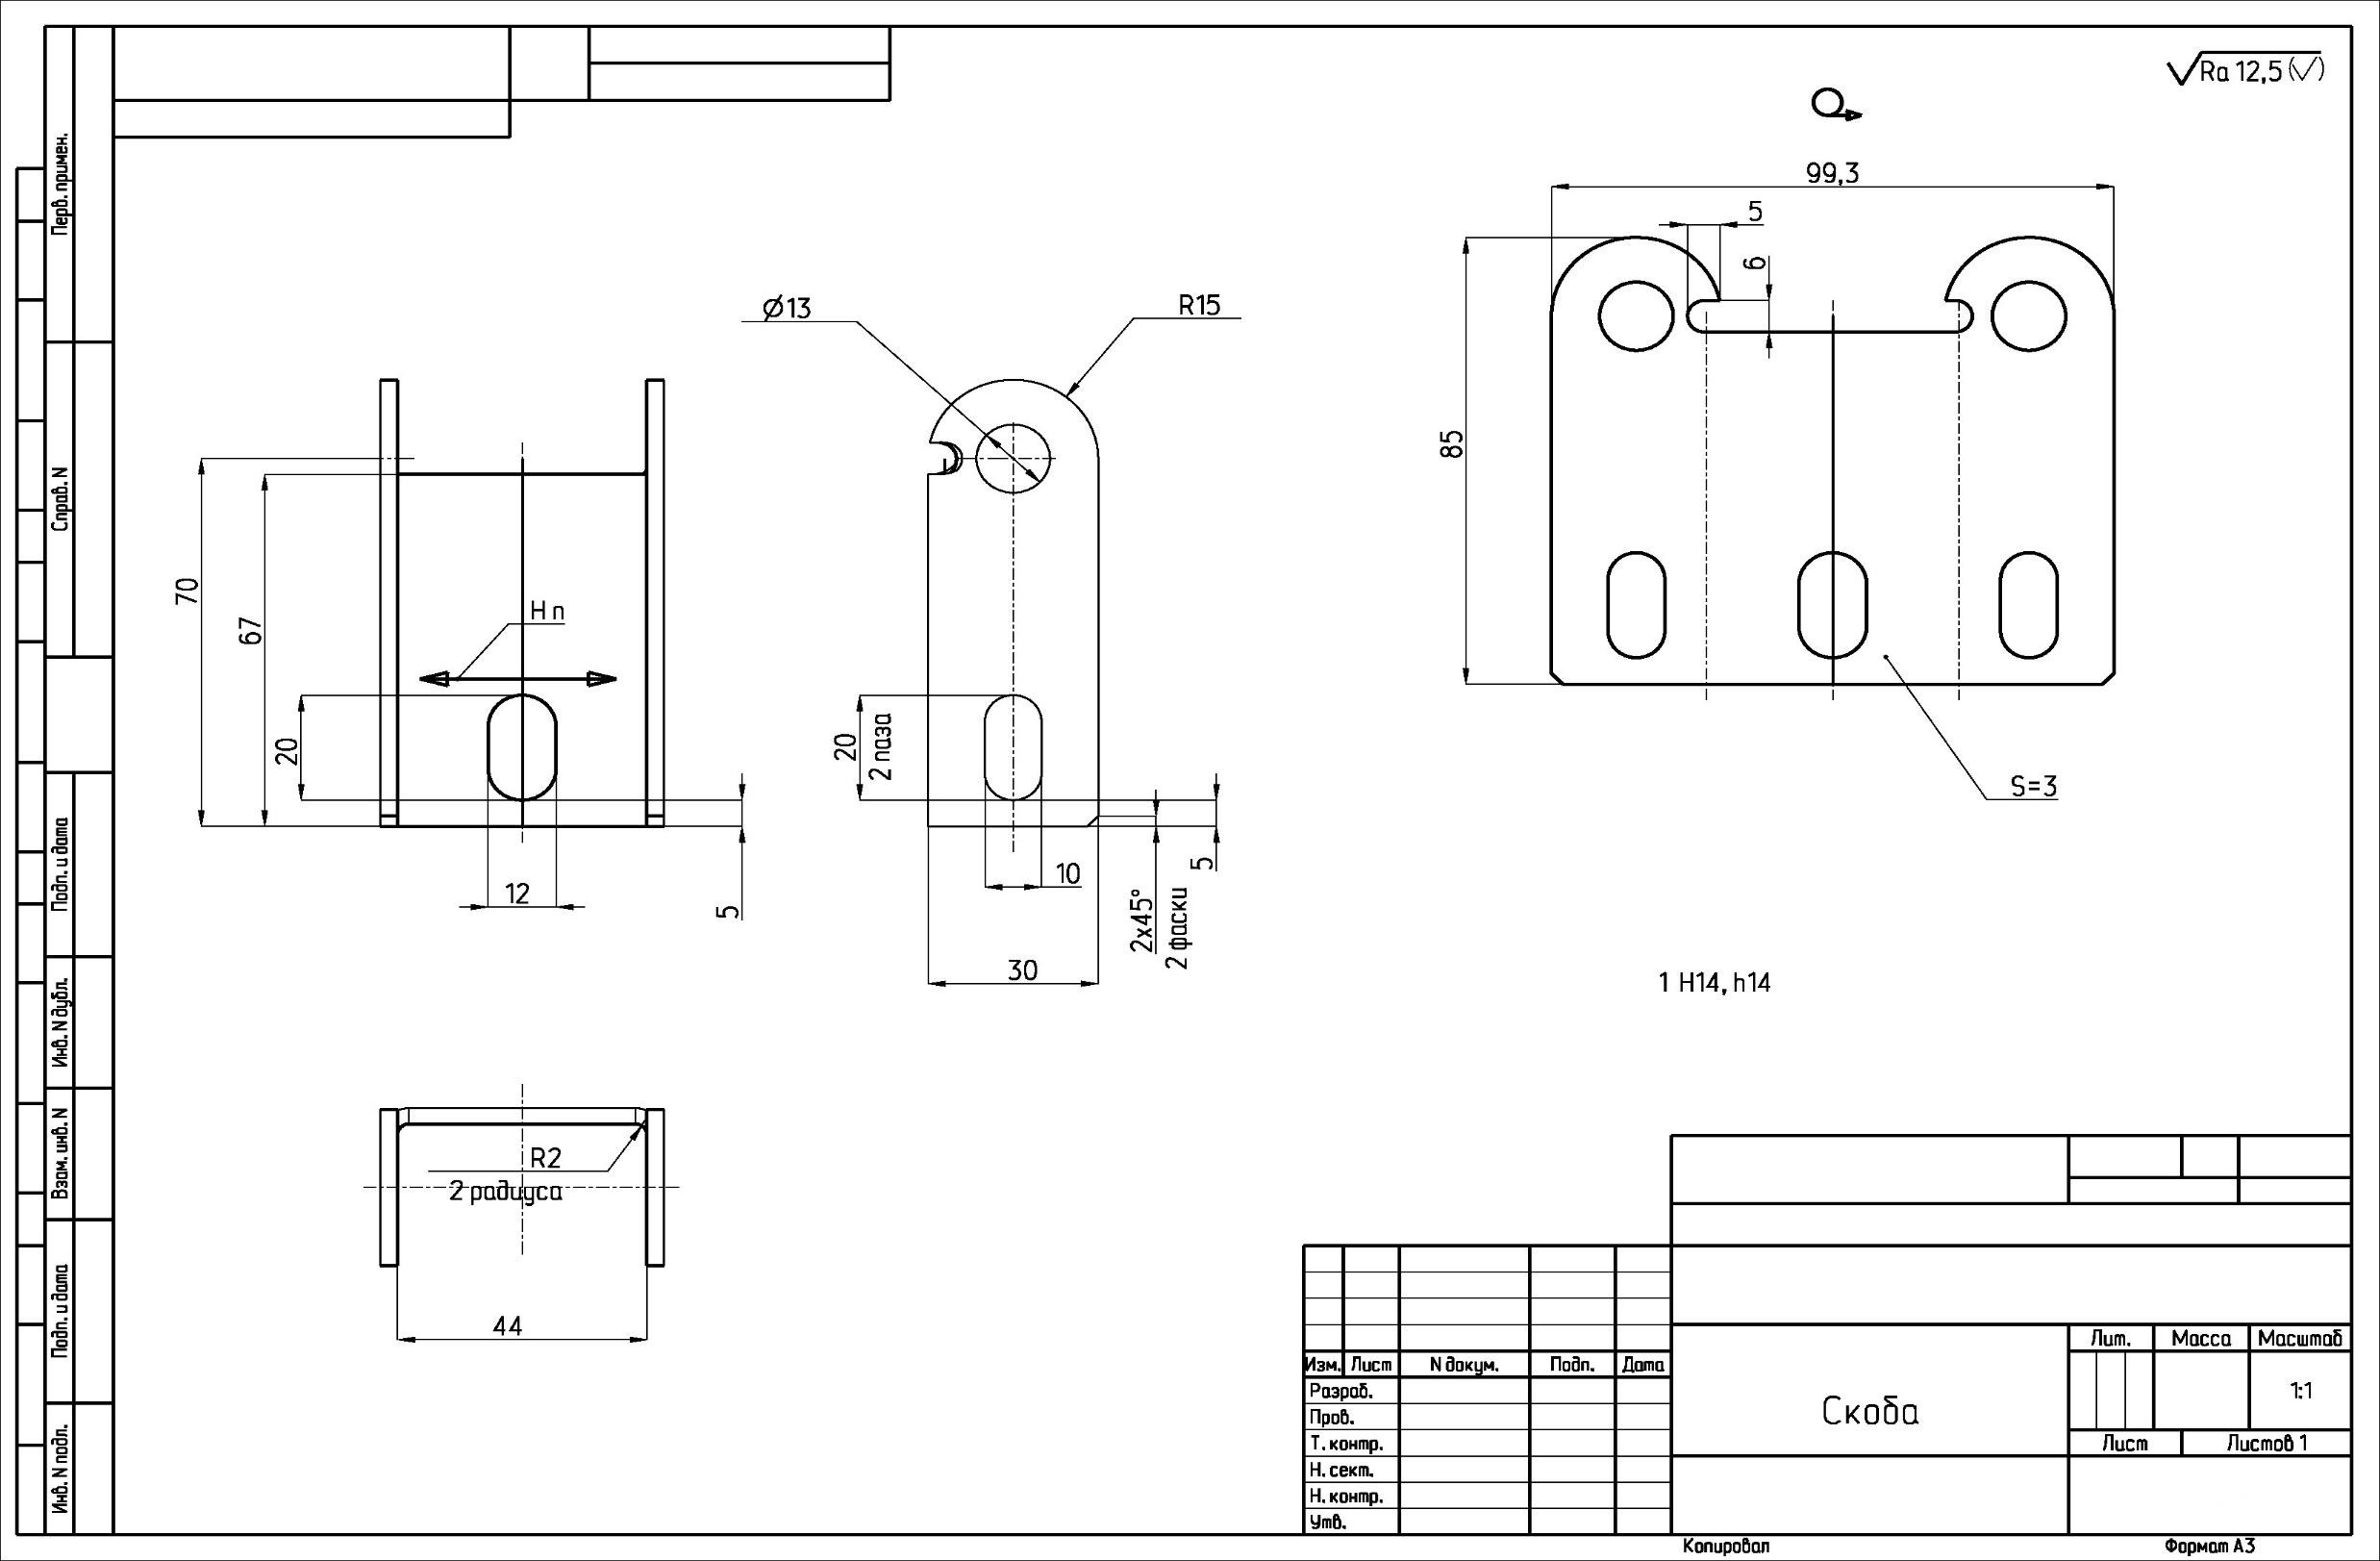 Ra 12,5 (√)
99,3
5
6
85
S=3
Ø13
R15
70
67
Н п
20
12
5
20
2 паза
10
30
2x45°
2 фаски
5
1 Н14, h14
R2
2 радиуса
44
Перв. примен.
Справ. N
Подп. и дата
Инв. N дубл.
Взам. инв. N
Подп. и дата
Инв. N подл.
Изм. Лист N докум. Подп. Дата
Разраб.
Пров.
Т. контр.
Н. сект.
Н. контр.
Утв.
Скоба
Лит. Масса Масштаб
1:1
Лист Листов 1
Копировал Формат А3